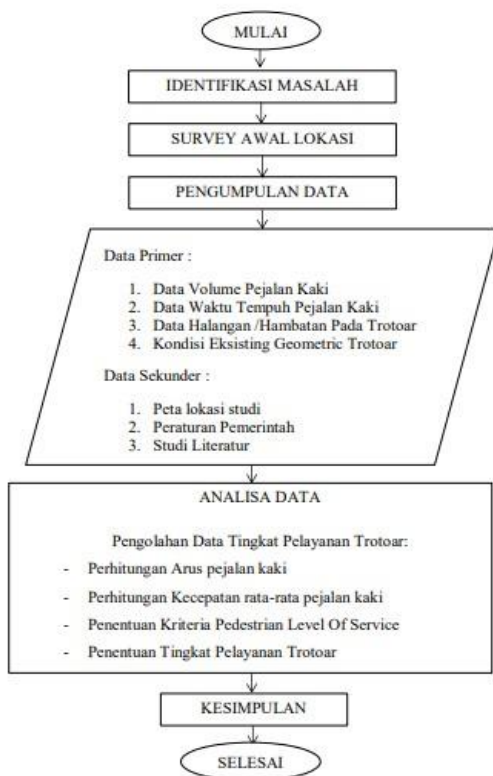 MULAI
IDENTIFIKASI MASALAH
SURVEY AWAL LOKASI
PENGUMPULAN DATA
Data Primer :
1. Data Volume Pejalan Kaki
2. Data Waktu Tempuh Pejalan Kaki
3. Data Halangan /Hambatan Pada Trotoar
4. Kondisi Eksisting Geometric Trotoar
Data Sekunder :
1. Peta lokasi studi
2. Peraturan Pemerintah
3. Studi Literatur
ANALISA DATA
Pengolahan Data Tingkat Pelayanan Trotoar:
- Perhitungan Arus pejalan kaki
- Perhitungan Kecepatan rata-rata pejalan kaki
- Penentuan Kriteria Pedestrian Level Of Service
- Penentuan Tingkat Pelayanan Trotoar
KESIMPULAN
SELESAI